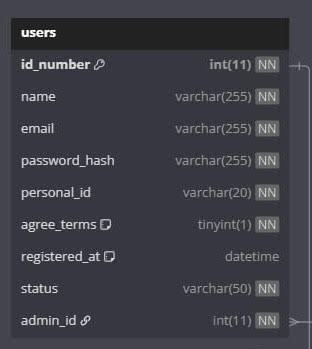 users
id_number int(11) NN
name varchar(255) NN
email varchar(255) NN
password_hash varchar(255) NN
personal_id varchar(20) NN
agree_terms tinyint(1) NN
registered_at datetime
status varchar(50) NN
admin_id int(11) NN